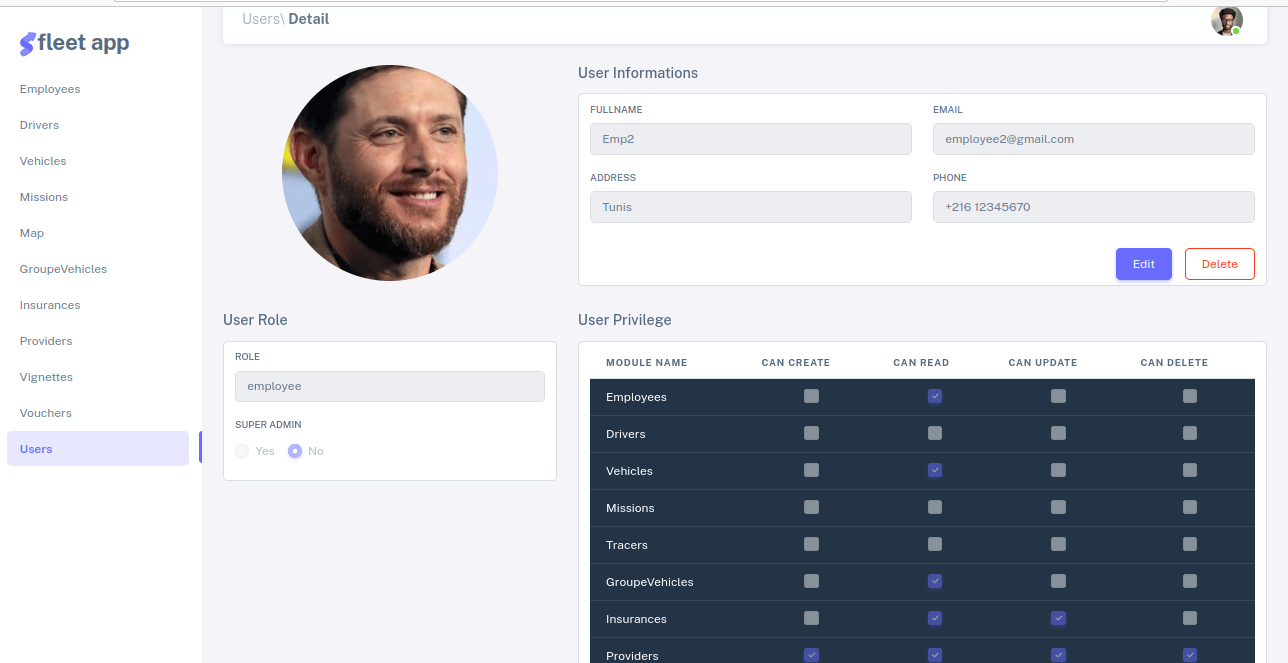 Users\ Detail
fleet app
Employees
Drivers
Vehicles
Missions
Map
GroupeVehicles
Insurances
Providers
Vignettes
Vouchers
Users
User Informations
FULLNAME EMAIL
Emp2 employee2@gmail.com
ADDRESS PHONE
Tunis +216 12345670
Edit Delete
User Role
ROLE
employee
SUPER ADMIN
Yes No
User Privilege
MODULE NAME CAN CREATE CAN READ CAN UPDATE CAN DELETE
Employees
Drivers
Vehicles
Missions
Tracers
GroupeVehicles
Insurances
Providers